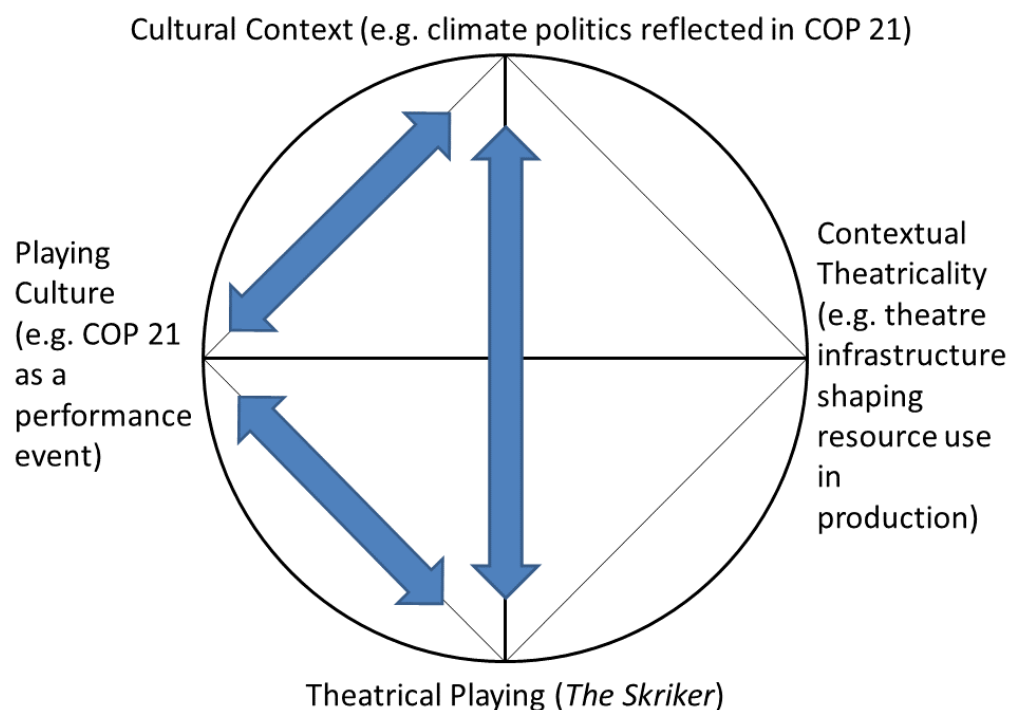 Cultural Context (e.g. climate politics reflected in COP 21)
Playing
Culture
(e.g. COP 21
as a
performance
event)
Contextual
Theatricality
(e.g. theatre
infrastructure
shaping
resource use
in
production)
Theatrical Playing (The Skriker)